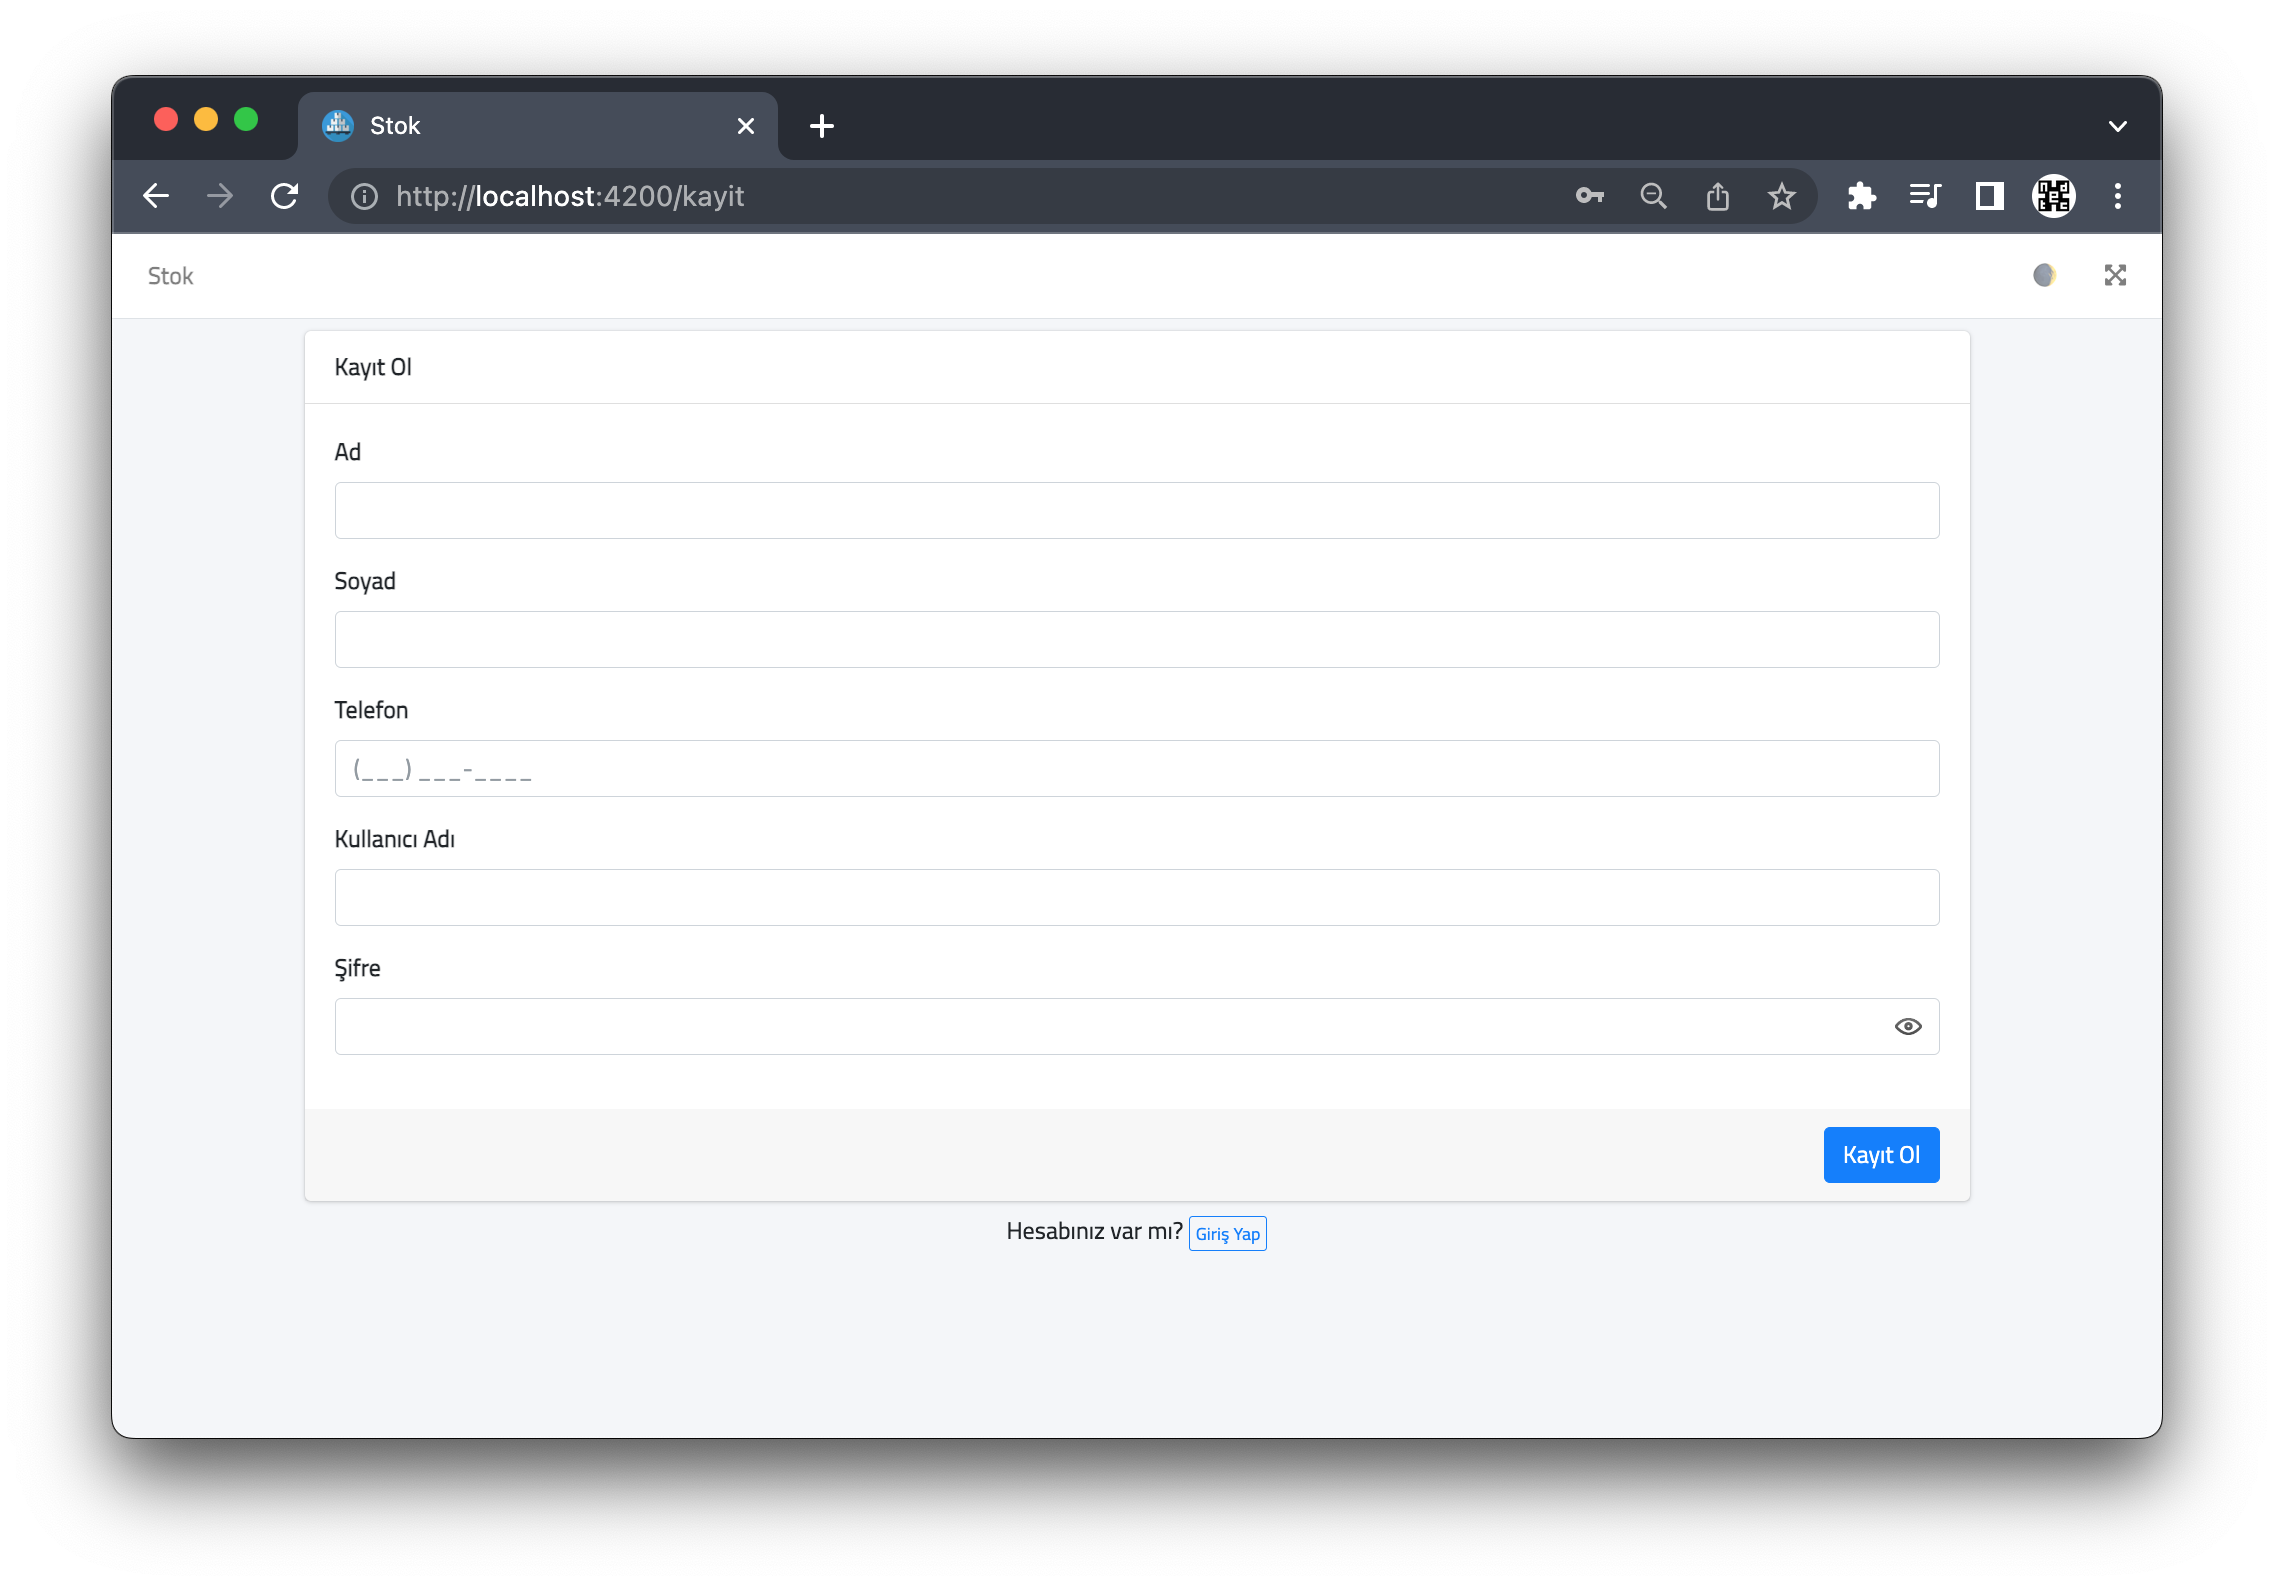 Stok
http://localhost:4200/kayit
Stok
Kayıt Ol
Ad
Soyad
Telefon
(___) ___-____
Kullanıcı Adı
Şifre
Kayıt Ol
Hesabınız var mı? Giriş Yap